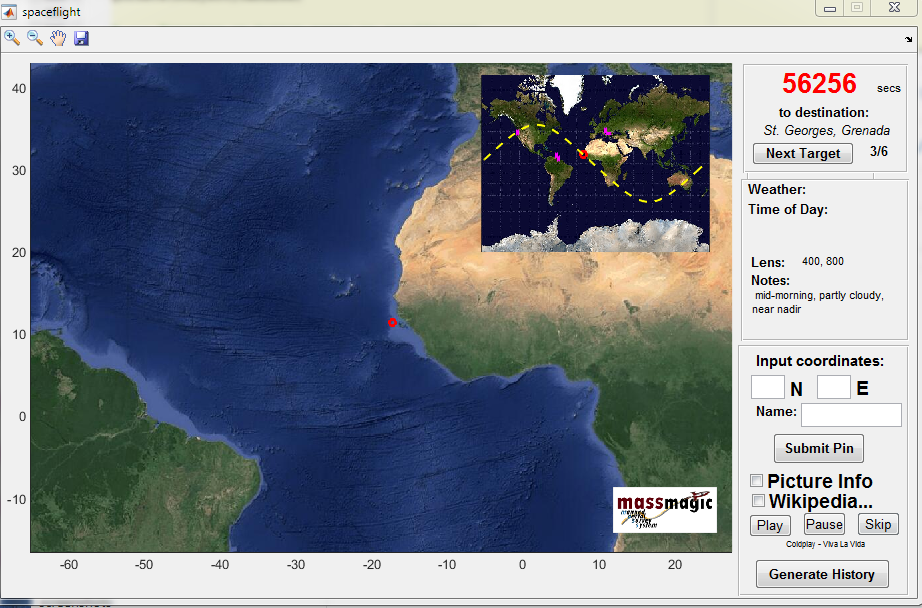 spaceflight
56256 secs
to destination:
St. Georges, Grenada
Next Target 3/6
Weather:
Time of Day:
Lens: 400, 800
Notes:
mid-morning, partly cloudy,
near nadir
Input coordinates:
N E
Name:
Submit Pin
Picture Info
Wikipedia...
Play Pause Skip
Coldplay - Viva La Vida
Generate History
massmagic
survey
system
40
30
20
10
0
-10
-60 -50 -40 -30 -20 -10 0 10 20